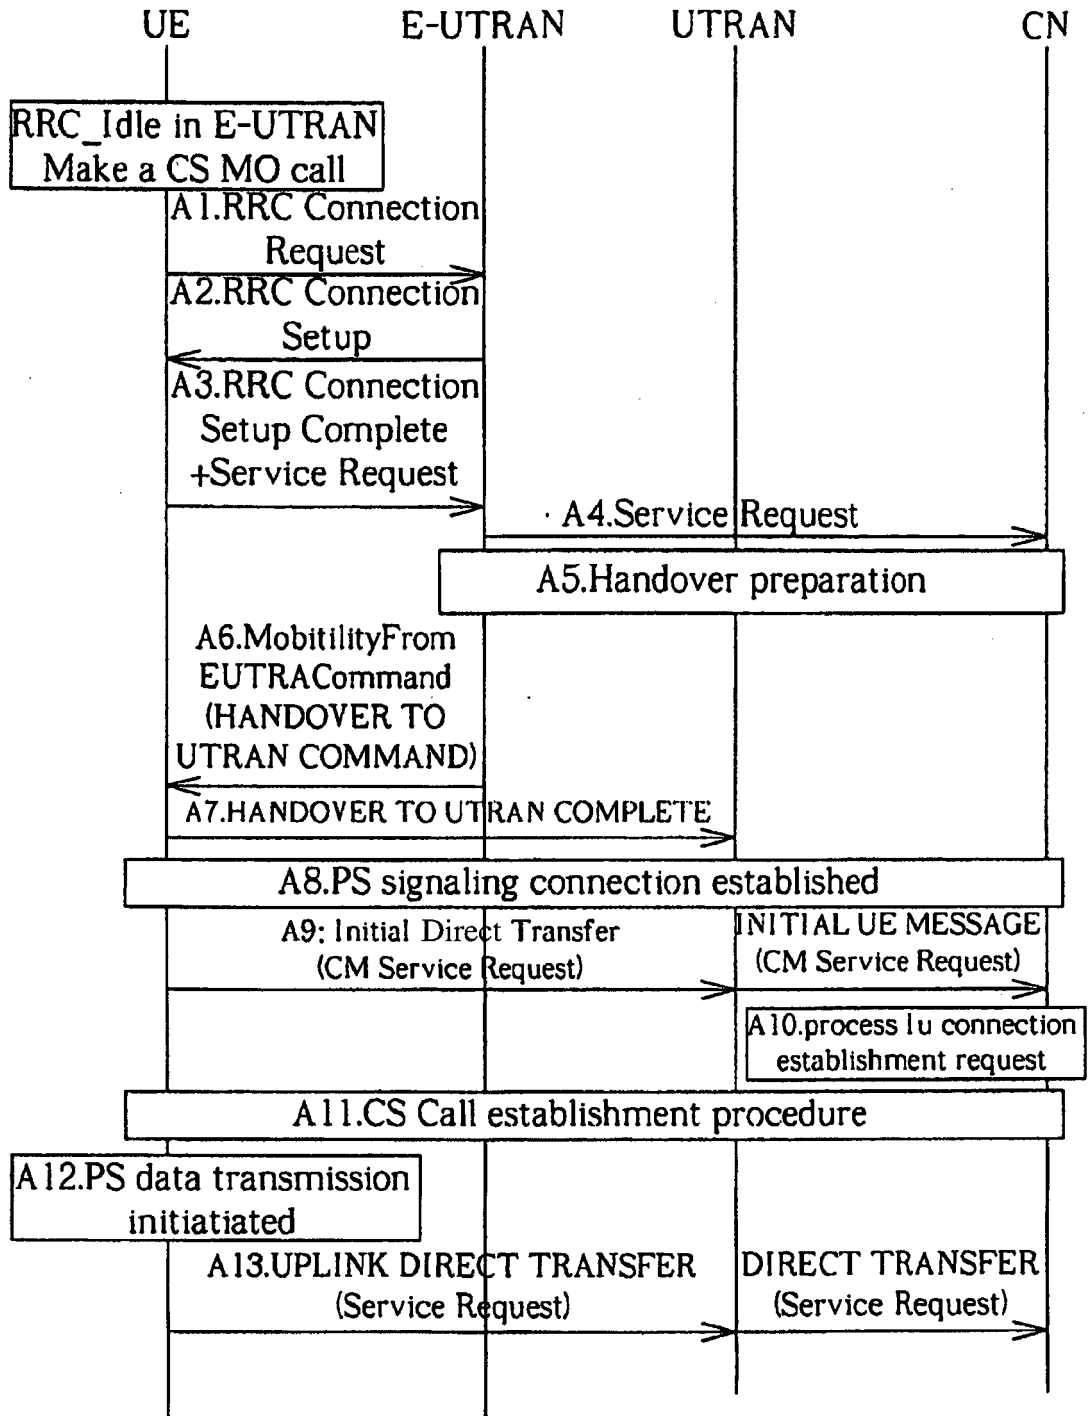 UE E-UTRAN UTRAN CN
RRC_Idle in E-UTRAN
Make a CS MO call
A1.RRC Connection
Request
A2.RRC Connection
Setup
A3.RRC Connection
Setup Complete
+Service Request
A4.Service Request
A5.Handover preparation
A6.MobitilityFrom
EUTRACommand
(HANDOVER TO
UTRAN COMMAND)
A7.HANDOVER TO UTRAN COMPLETE
A8.PS signaling connection established
A9: Initial Direct Transfer
(CM Service Request)
INITIAL UE MESSAGE
(CM Service Request)
A10.process Iu connection
establishment request
A11.CS Call establishment procedure
A12.PS data transmission
initiatiated
A13.UPLINK DIRECT TRANSFER
(Service Request)
DIRECT TRANSFER
(Service Request)